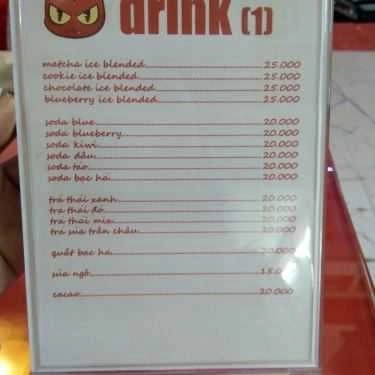 drink (1)
matcha ice blended 25.000
cookie ice blended 25.000
chocolate ice blended 25.000
blueberry ice blended 25.000
soda blue 20.000
soda blueberry 20.000
soda kiwi 20.000
soda dâu 20.000
soda táo 20.000
soda bạc hà 20.000
trà thái xanh 20.000
trà thái đỏ 20.000
trà thái mix 20.000
trà sữa trân châu 20.000
quất bạc hà 20.000
sữa ngô 15.000
cacao 20.000